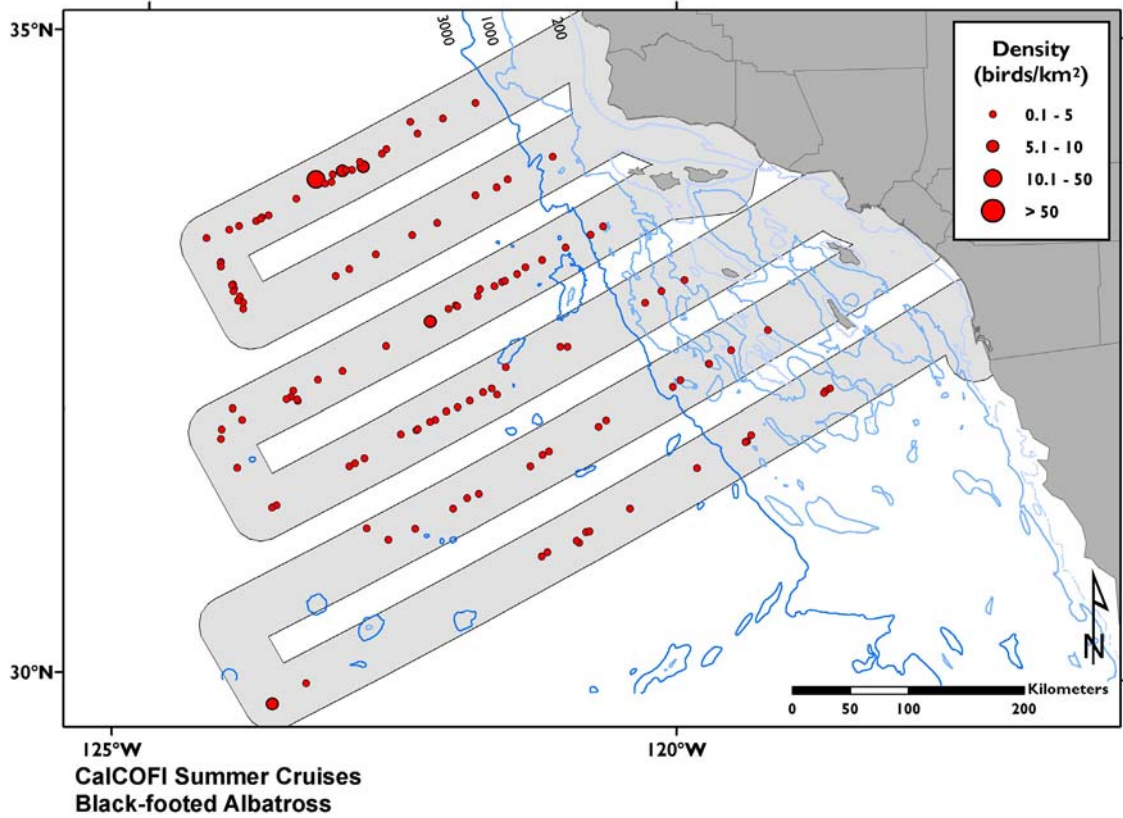 35°N
3000
1000
200
Density
(birds/km²)
0.1 - 5
5.1 - 10
10.1 - 50
> 50
30°N
N
Kilometers
0 50 100 200
125°W
120°W
CalCOFI Summer Cruises
Black-footed Albatross